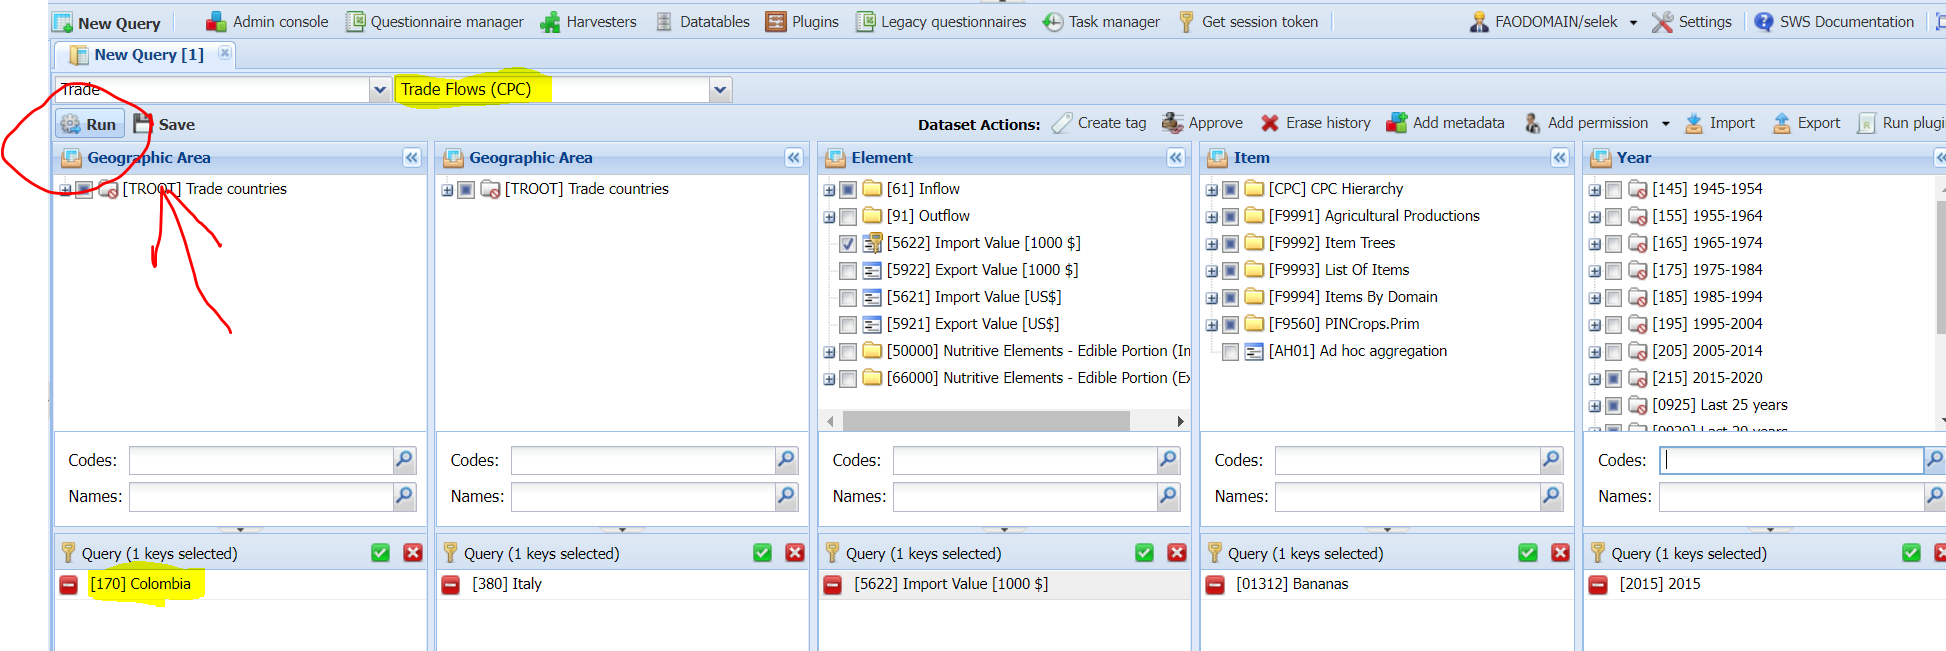 New Query Admin console Questionnaire manager Harvesters Datatables Plugins Legacy questionnaires Task manager Get session token FAODOMAIN/selek Settings SWS Documentation
New Query [1]
Trade Trade Flows (CPC)
Run Save Dataset Actions: Create tag Approve Erase history Add metadata Add permission Import Export Run plugi
Geographic Area Geographic Area Element Item Year
[TROOT] Trade countries [TROOT] Trade countries [61] Inflow [CPC] CPC Hierarchy [145] 1945-1954
[91] Outflow [F9991] Agricultural Productions [155] 1955-1964
[5622] Import Value [1000 $] [F9992] Item Trees [165] 1965-1974
[5922] Export Value [1000 $] [F9993] List Of Items [175] 1975-1984
[5621] Import Value [US$] [F9994] Items By Domain [185] 1985-1994
[5921] Export Value [US$] [F9560] PINCrops.Prim [195] 1995-2004
[50000] Nutritive Elements - Edible Portion (In [AH01] Ad hoc aggregation [205] 2005-2014
[66000] Nutritive Elements - Edible Portion (Ex [215] 2015-2020
[0925] Last 25 years
[0920] Last 20 years
Codes: Codes: Codes: Codes: Codes:
Names: Names: Names: Names: Names:
Query (1 keys selected) Query (1 keys selected) Query (1 keys selected) Query (1 keys selected) Query (1 keys selected)
[170] Colombia [380] Italy [5622] Import Value [1000 $] [01312] Bananas [2015] 2015